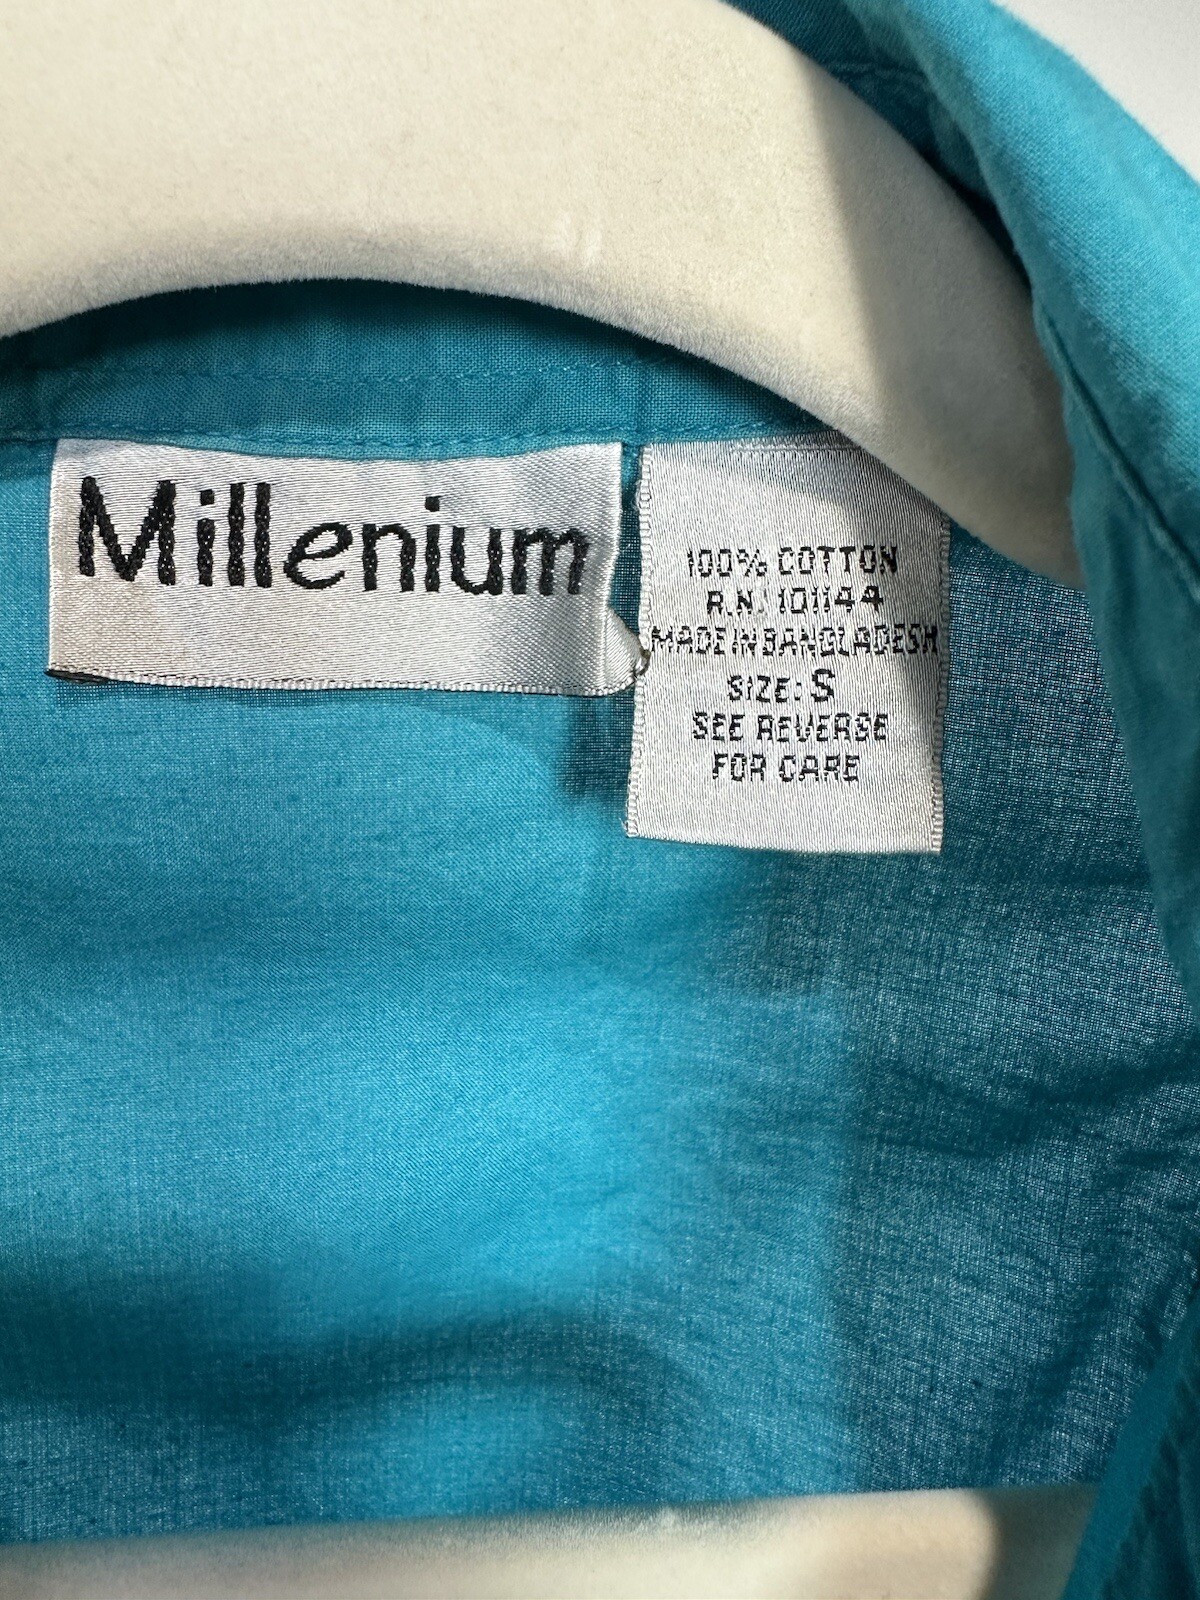 Millenium
100% COTTON
R.N. 101144
MADE IN BANGLADESH
SIZE: S
SEE REVERSE
FOR CARE